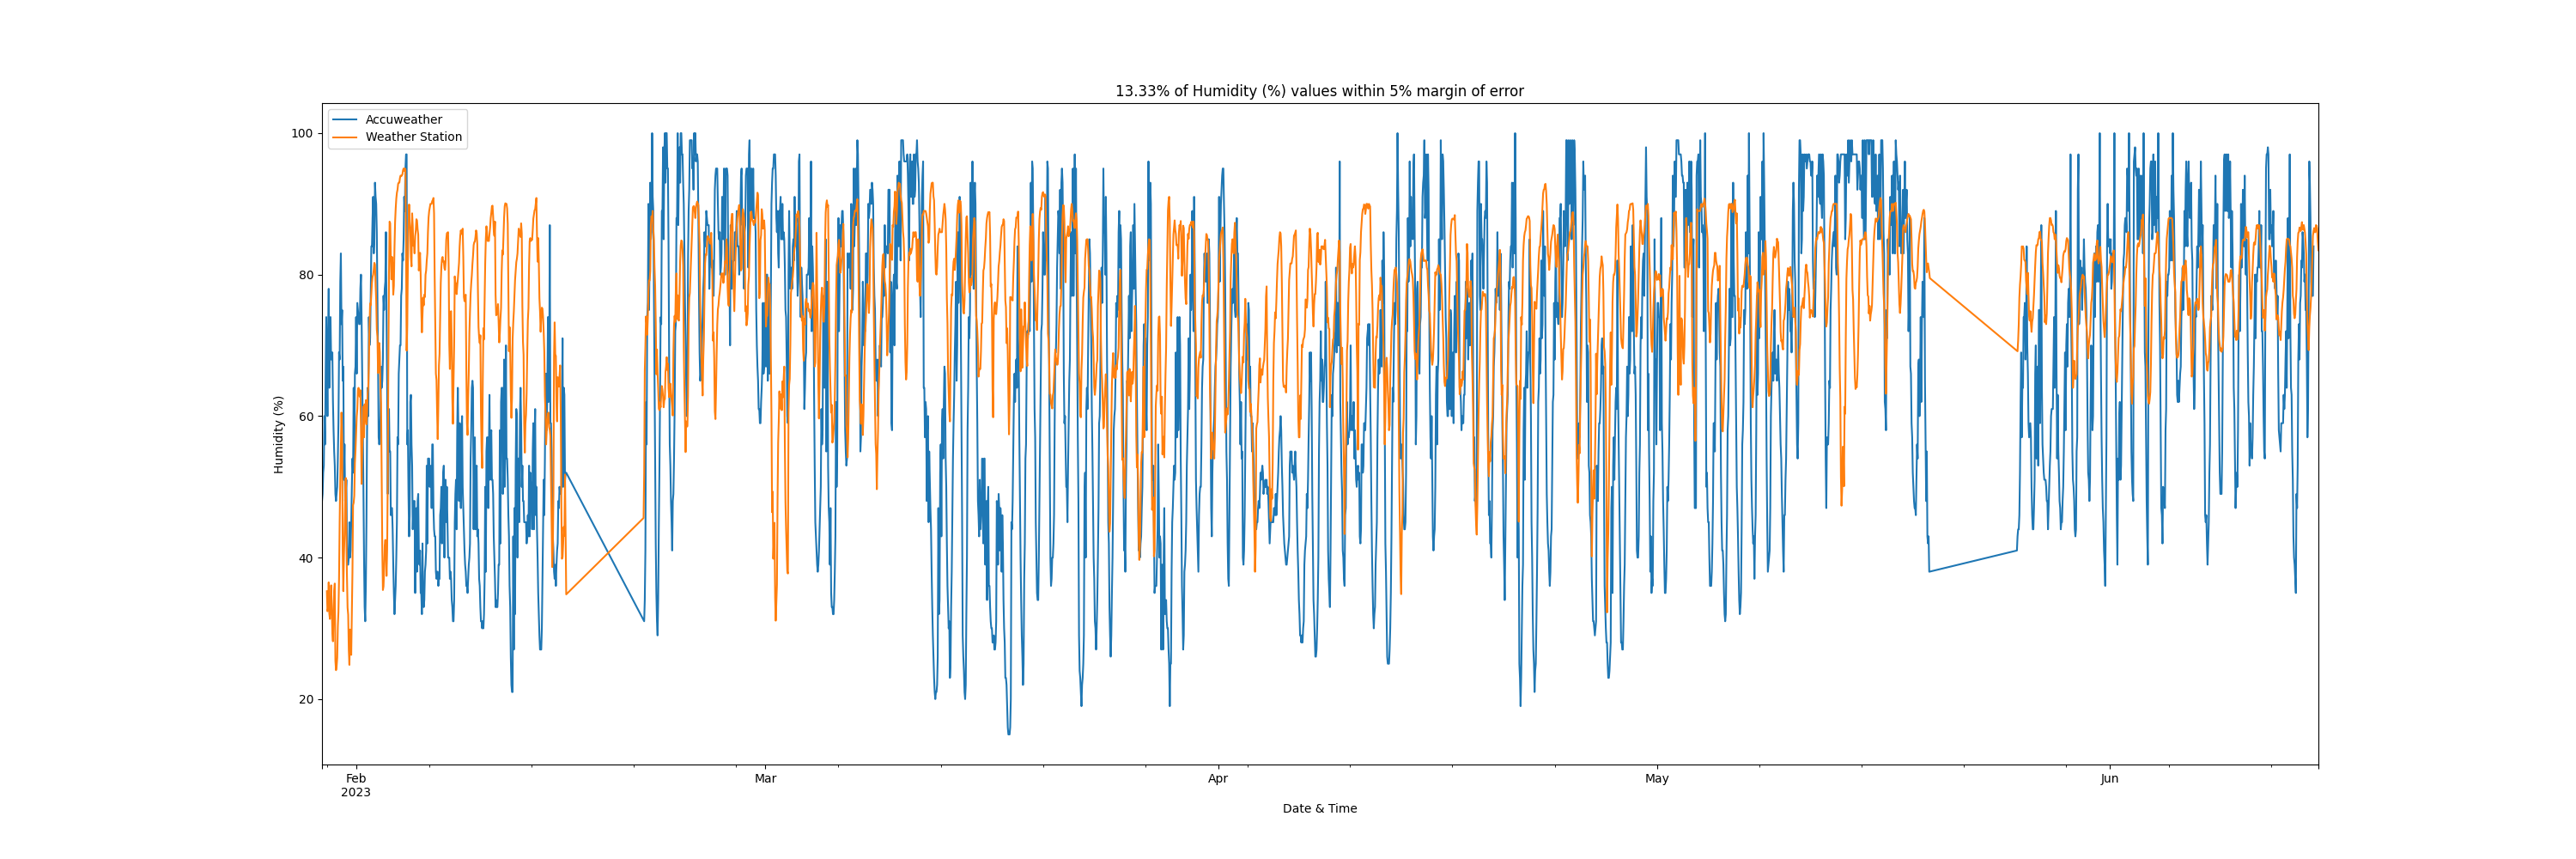 13.33% of Humidity (%) values within 5% margin of error
Accuweather
Weather Station
100
80
60
40
20
Humidity (%)
Feb
2023
Mar
Apr
May
Jun
Date & Time